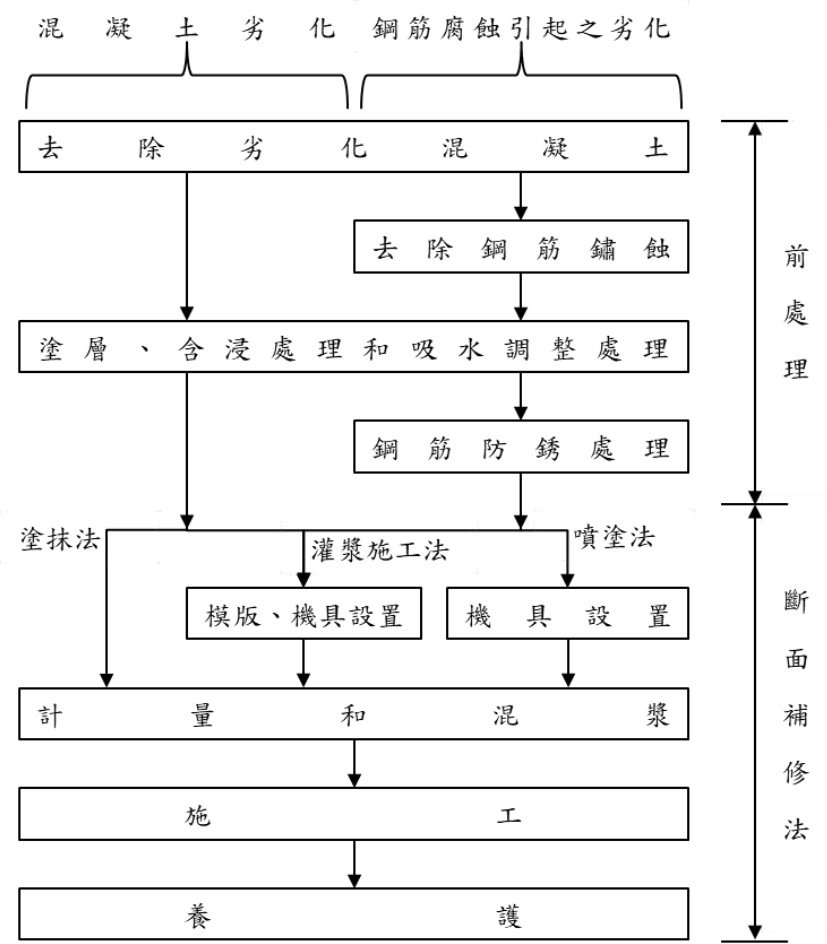 混凝土劣化
鋼筋腐蝕引起之劣化
去除劣化混凝土
去除鋼筋鏽蝕
塗層、含浸處理和吸水調整處理
鋼筋防銹處理
前處理
塗抹法
灌漿施工法
噴塗法
模版、機具設置
機具設置
計量和混漿
施工
養護
斷面補修法